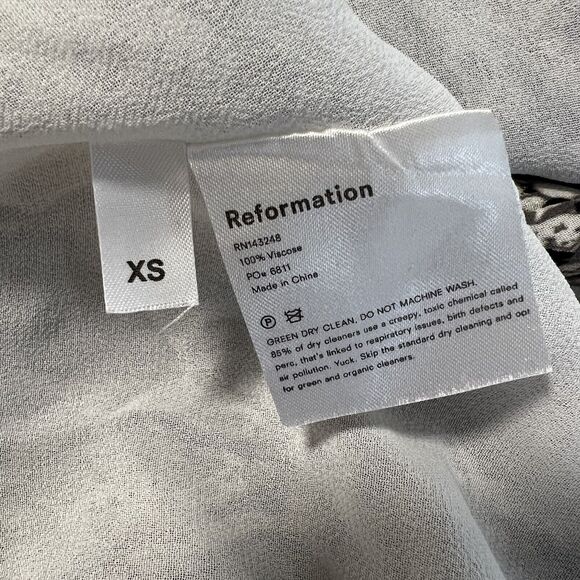 XS
Reformation
RN143248
100% Viscose
PO# 6811
Made in China
GREEN DRY CLEAN. DO NOT MACHINE WASH.
85% of dry cleaners use a creepy, toxic chemical called
perc, that's linked to respiratory issues, birth defects and
air pollution. Yuck. Skip the standard dry cleaning and opt
for green and organic cleaners.